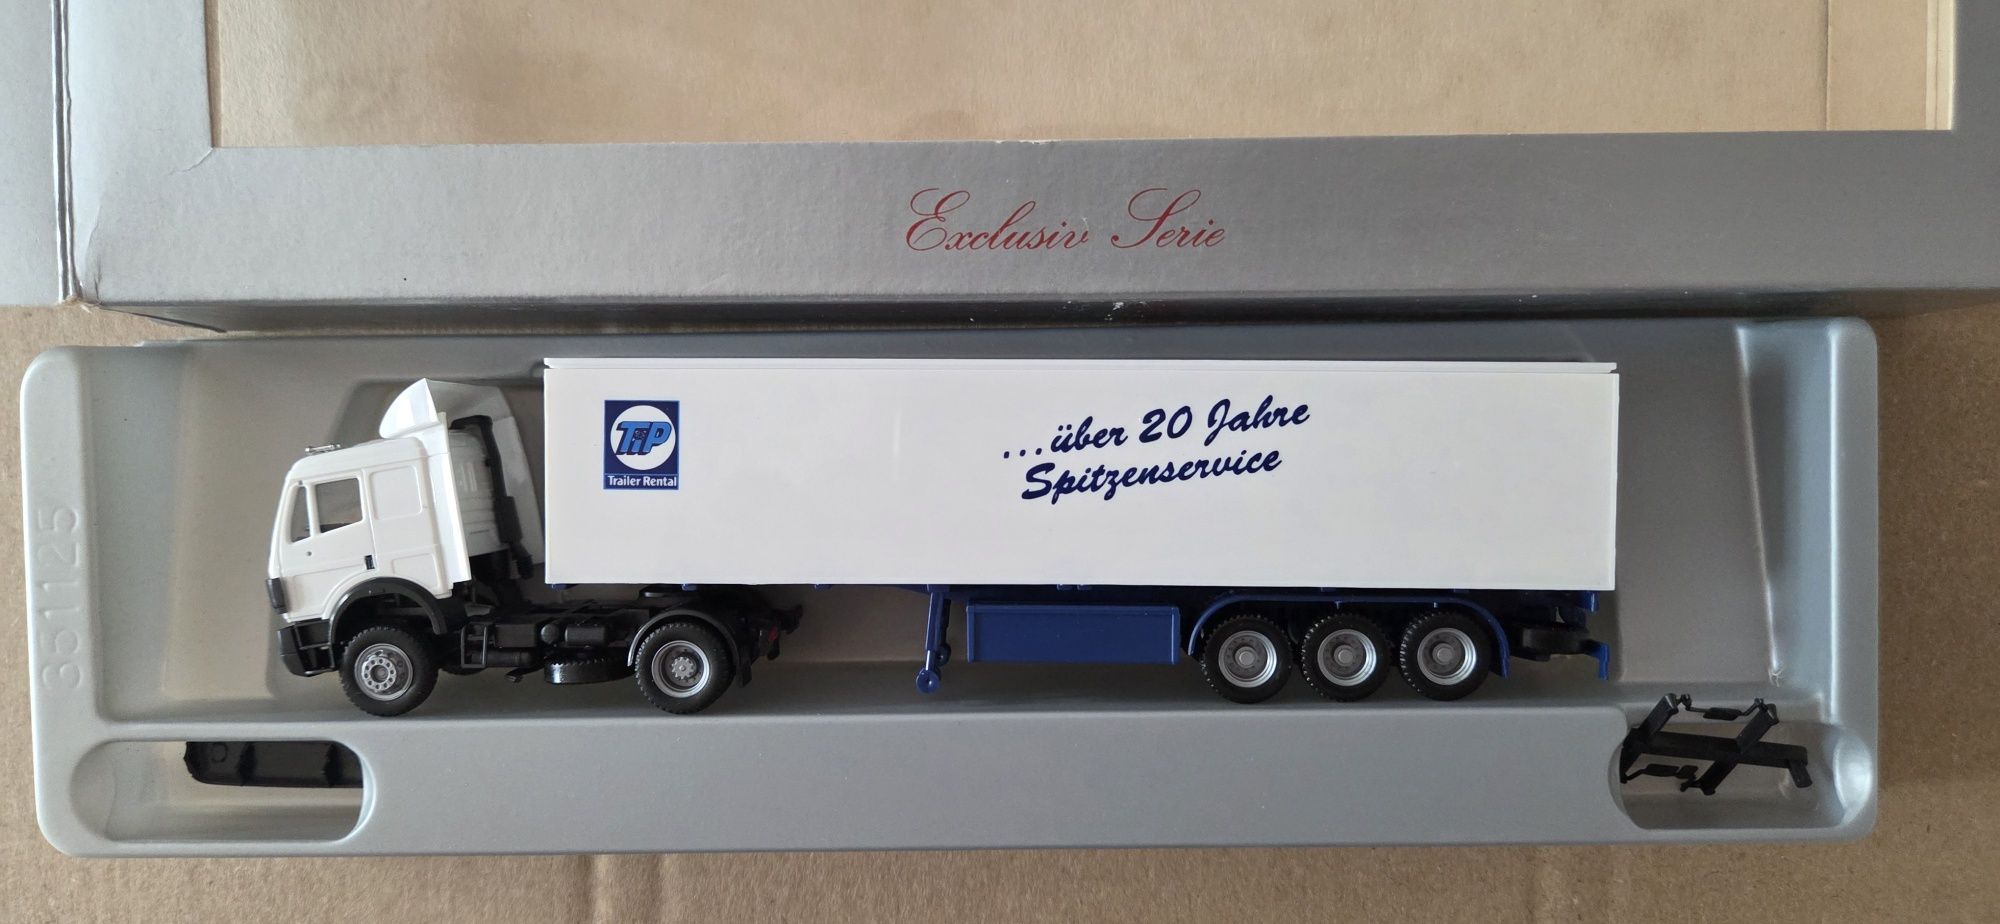 Exclusiv Serie
TiP
Trailer Rental
...über 20 Jahre
Spitzenservice
351125